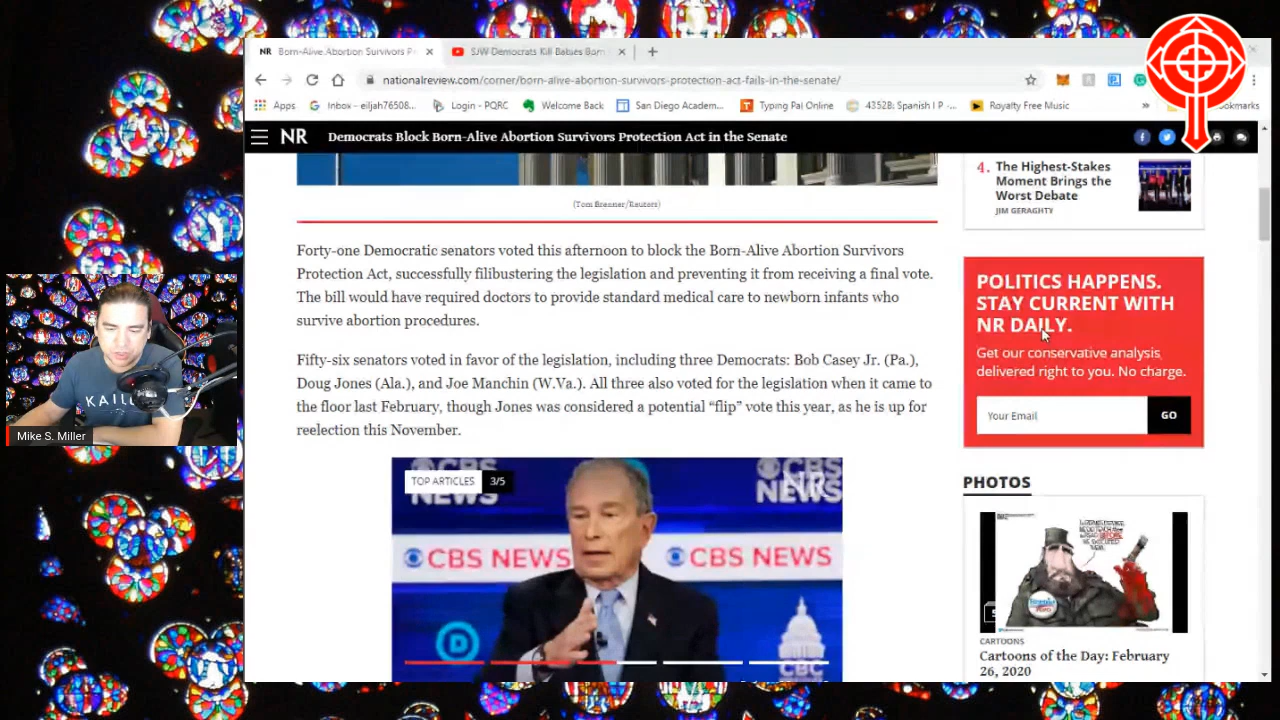 NR Born-Alive Abortion Survivors P
SJW Democrats Kill Babies Born
nationalreview.com/corner/born-alive-abortion-survivors-protection-act-fails-in-the-senate/
Apps
Inbox - eiljah76508...
Login - PQRC
Welcome Back
San Diego Academ...
Typing Pal Online
4352B: Spanish I P -...
Royalty Free Music
»
okmarks
NR
Democrats Block Born-Alive Abortion Survivors Protection Act in the Senate
(Tom Brenner/Reuters)
Forty-one Democratic senators voted this afternoon to block the Born-Alive Abortion Survivors
Protection Act, successfully filibustering the legislation and preventing it from receiving a final vote.
The bill would have required doctors to provide standard medical care to newborn infants who
survive abortion procedures.
Fifty-six senators voted in favor of the legislation, including three Democrats: Bob Casey Jr. (Pa.),
Doug Jones (Ala.), and Joe Manchin (W.Va.). All three also voted for the legislation when it came to
the floor last February, though Jones was considered a potential “flip” vote this year, as he is up for
reelection this November.
TOP ARTICLES 3/5
CBS NEWS
CBS NEWS
NR
CBS NEWS
CBS NEWS
D
4. The Highest-Stakes
Moment Brings the
Worst Debate
JIM GERAGHTY
POLITICS HAPPENS.
STAY CURRENT WITH
NR DAILY.
Get our conservative analysis
delivered right to you. No charge.
Your Email
GO
PHOTOS
CARTOONS
Cartoons of the Day: February
26, 2020
KAIL
Mike S. Miller